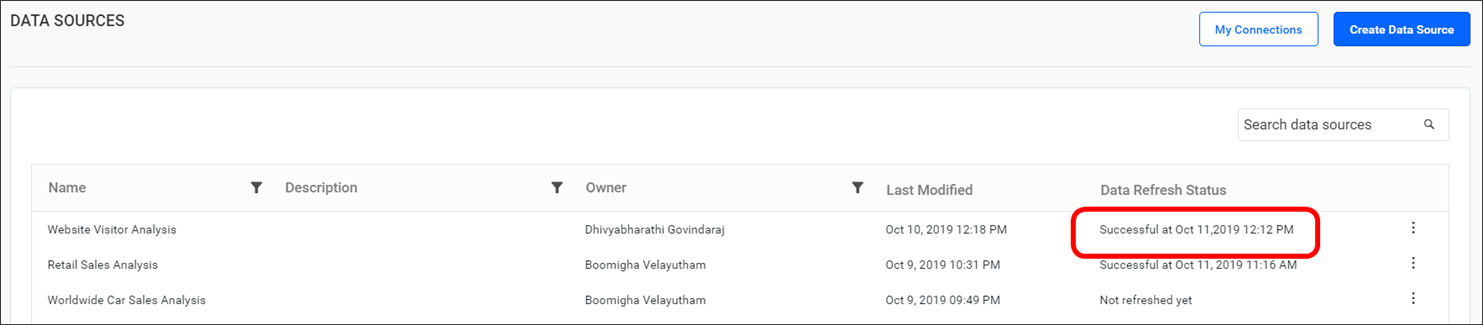 DATA SOURCES
My Connections
Create Data Source
Search data sources
Name Description Owner Last Modified Data Refresh Status
Website Visitor Analysis Dhivyabharathi Govindaraj Oct 10, 2019 12:18 PM Successful at Oct 11,2019 12:12 PM
Retail Sales Analysis Boomigha Velayutham Oct 9, 2019 10:31 PM Successful at Oct 11, 2019 11:16 AM
Worldwide Car Sales Analysis Boomigha Velayutham Oct 9, 2019 09:49 PM Not refreshed yet